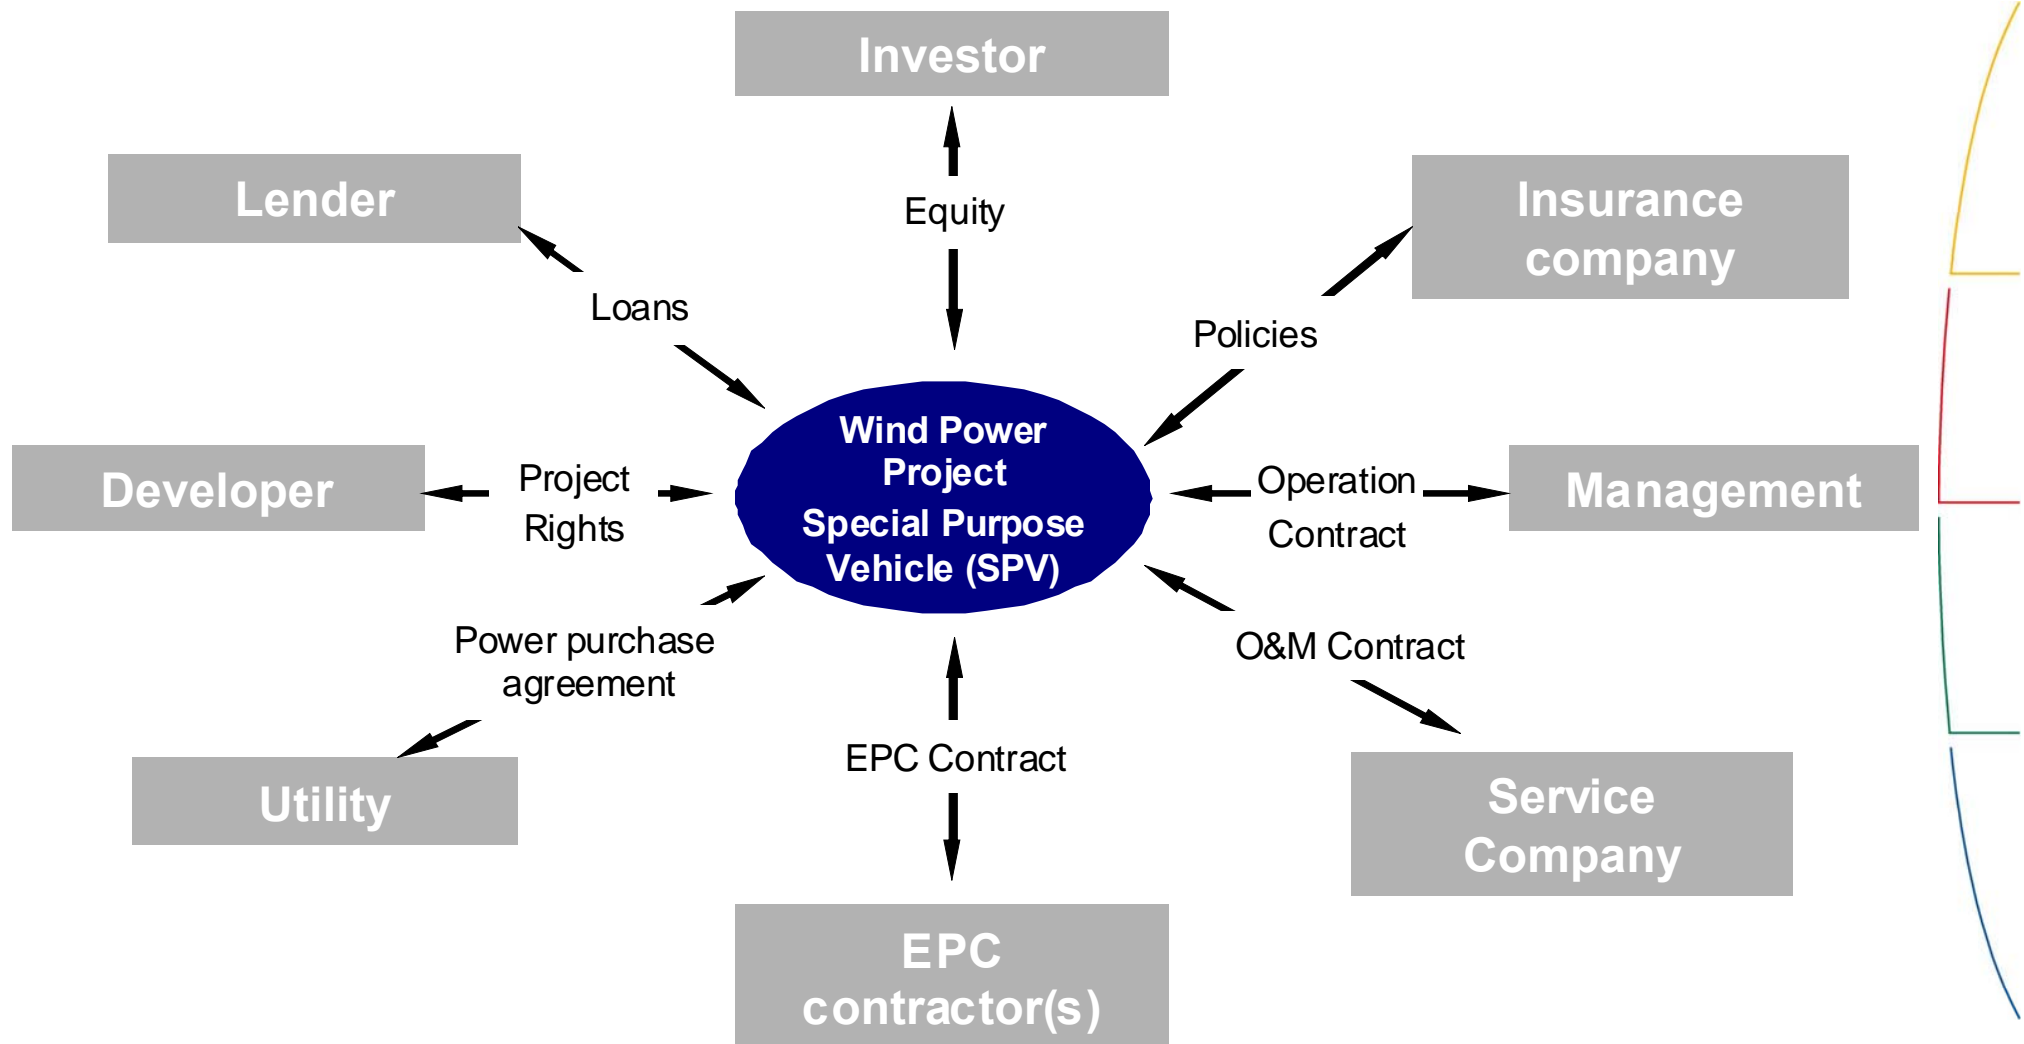 Investor
Lender
Equity
Insurance
company
Loans
Policies
Wind Power
Project
Special Purpose
Vehicle (SPV)
Developer
Project
Rights
Operation
Contract
Management
Power purchase
agreement
O&M Contract
Utility
EPC Contract
Service
Company
EPC
contractor(s)